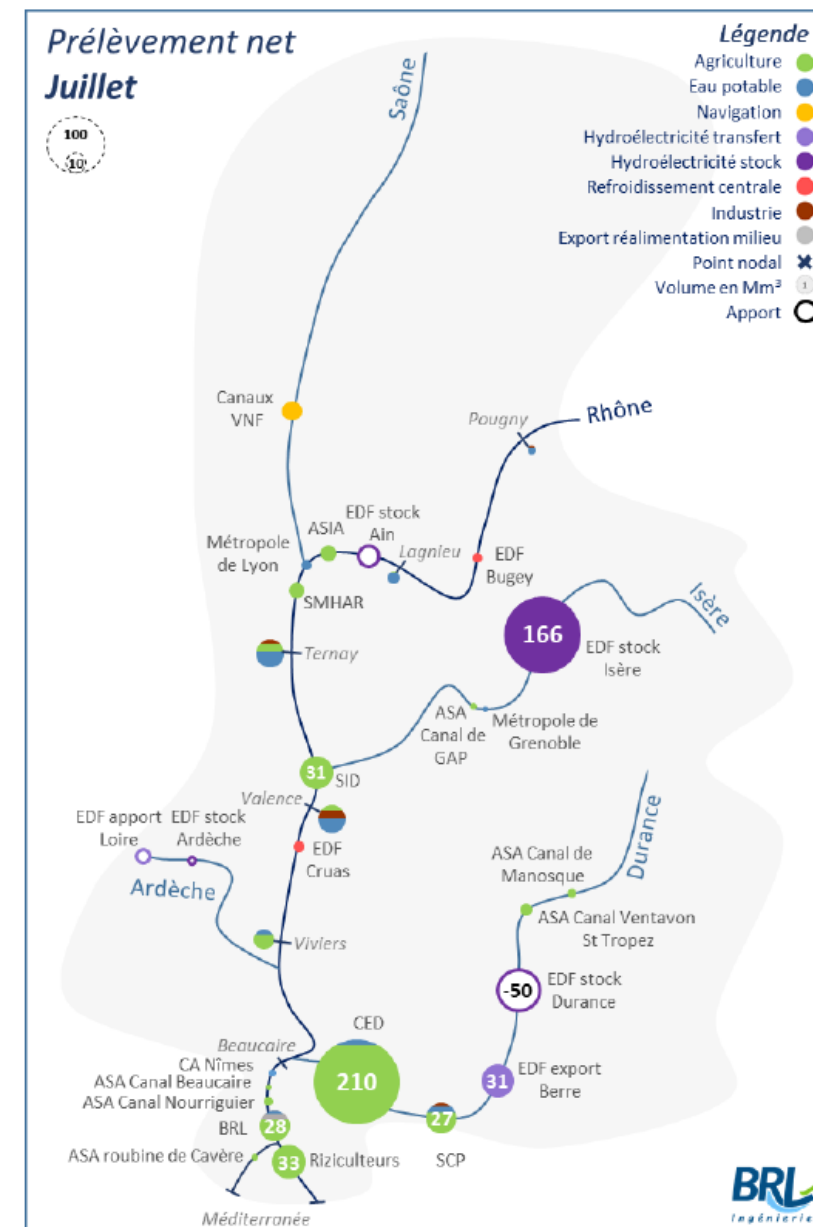 Prélèvement net
Juillet
100
10
Légende
Agriculture
Eau potable
Navigation
Hydroélectricité transfert
Hydroélectricité stock
Refroidissement centrale
Industrie
Export réalimentation milieu
Point nodal
Volume en Mm³
1
Apport
Saône
Canaux
VNF
Pougny
Rhône
EDF stock
Ain
ASIA
Lagnieu
EDF
Bugey
Métropole
de Lyon
SMHAR
Isère
166
EDF stock
Isère
Ternay
ASA
Canal de
GAP
Métropole de
Grenoble
31
SID
Valence
EDF apport
Loire
EDF stock
Ardèche
EDF
Cruas
Ardèche
Durance
ASA Canal de
Manosque
ASA Canal Ventavon
St Tropez
Viviers
-50
EDF stock
Durance
CED
Beaucaire
CA Nîmes
ASA Canal Beaucaire
ASA Canal Nourriguier
210
31
EDF export
Berre
BRL
28
27
SCP
ASA roubine de Cavère
33
Riziculteurs
Méditerranée
BRL
Ingénierie